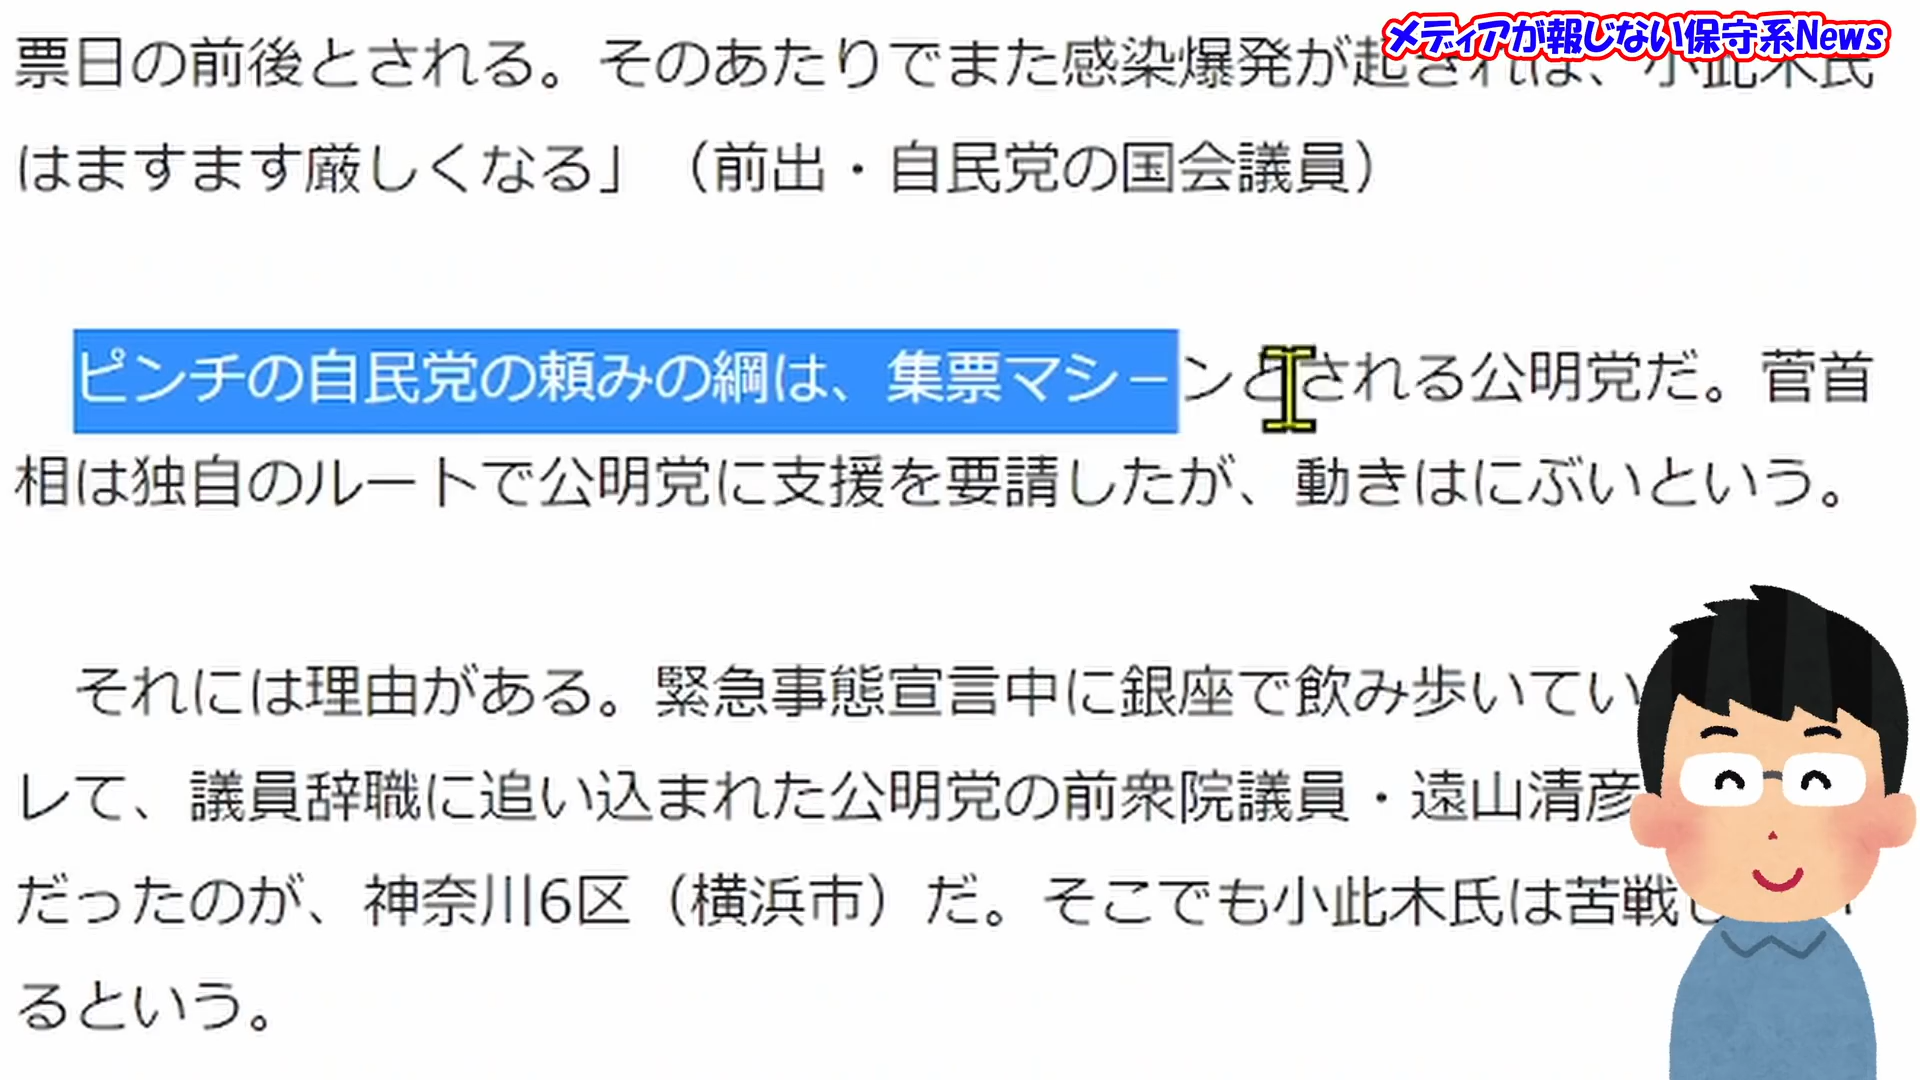 メディアが報じない保守系News
票日の前後とされる。そのあたりでまた感染爆発が起きれば、小此木氏
はますます厳しくなる」（前出・自民党の国会議員）
ピンチの自民党の頼みの綱は、集票マシーンとされる公明党だ。菅首
相は独自のルートで公明党に支援を要請したが、動きはにぶいという。
それには理由がある。緊急事態宣言中に銀座で飲み歩いてい
して、議員辞職に追い込まれた公明党の前衆院議員・遠山清彦
だったのが、神奈川6区（横浜市）だ。そこでも小此木氏は苦戦し
るという。